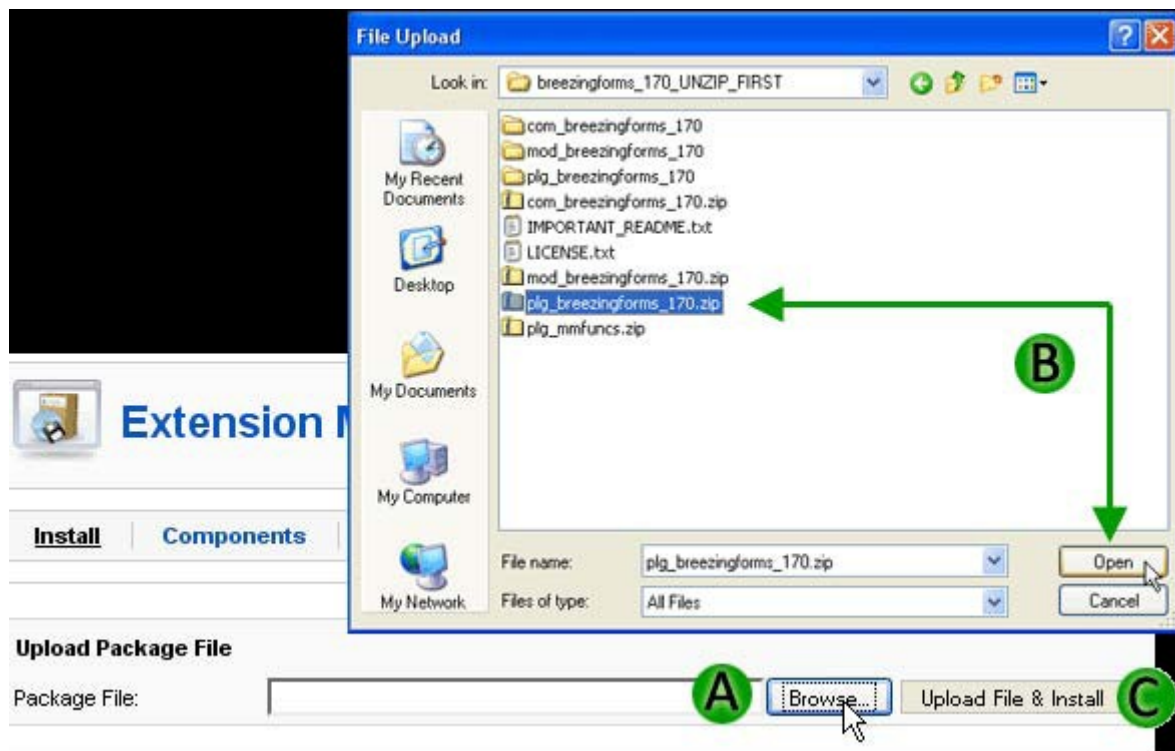 File Upload
Look in: breezingforms_170_UNZIP_FIRST
My Recent Documents
Desktop
My Documents
My Computer
My Network
com_breezingforms_170
mod_breezingforms_170
plg_breezingforms_170
com_breezingforms_170.zip
IMPORTANT_README.txt
LICENSE.txt
mod_breezingforms_170.zip
plg_breezingforms_170.zip
plg_mmfuncs.zip
B
File name: plg_breezingforms_170.zip Open
Files of type: All Files Cancel
Extension
Install Components
Upload Package File
Package File: A Browse... Upload File & Install C